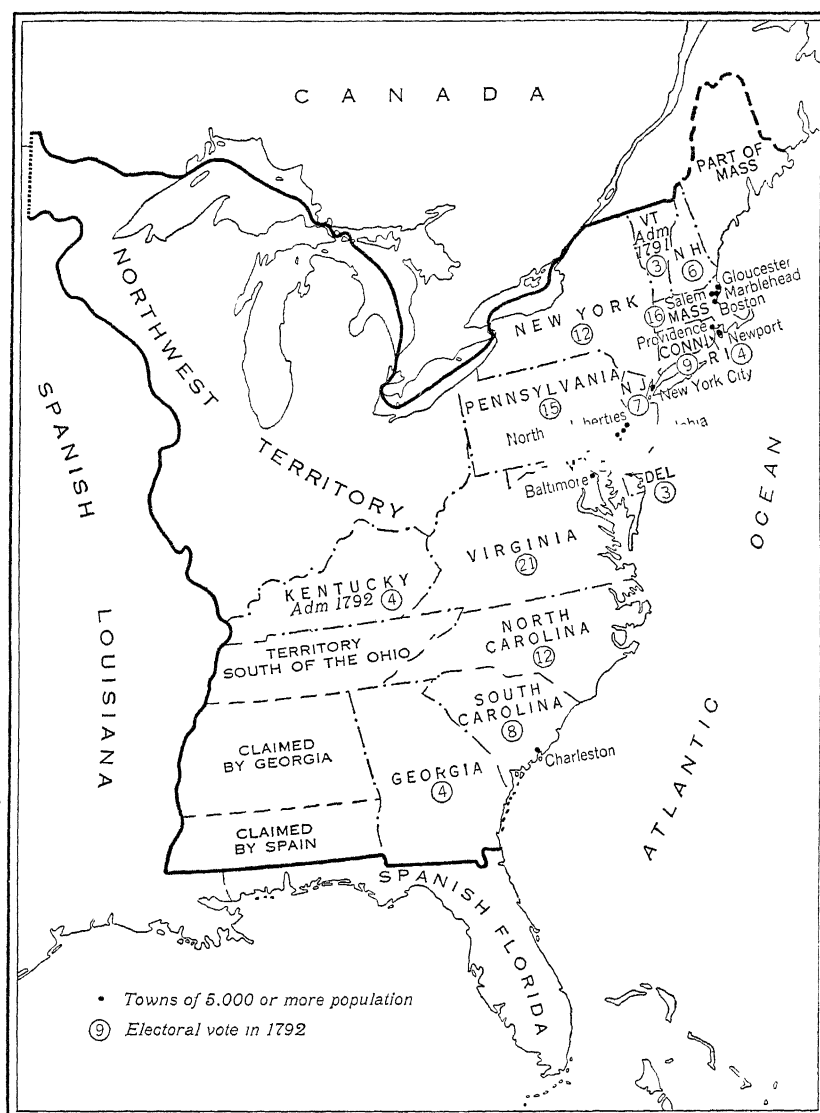 CANADA
PART OF
MASS
VT
Adm
1791
3
NH
6
Gloucester
Marblehead
Salem
Boston
16
MASS
NEW YORK
12
Providence
Newport
CONN
9
RI
4
New York City
NJ
7
PENNSYLVANIA
15
North
DEL
3
Baltimore
NORTHWEST
TERRITORY
SPANISH
LOUISIANA
VIRGINIA
21
KENTUCKY
Adm 1792 4
TERRITORY
SOUTH OF THE OHIO
NORTH
CAROLINA
12
SOUTH
CAROLINA
8
Charleston
CLAIMED
BY GEORGIA
GEORGIA
4
CLAIMED
BY SPAIN
SPANISH FLORIDA
ATLANTIC
OCEAN
• Towns of 5.000 or more population
9 Electoral vote in 1792